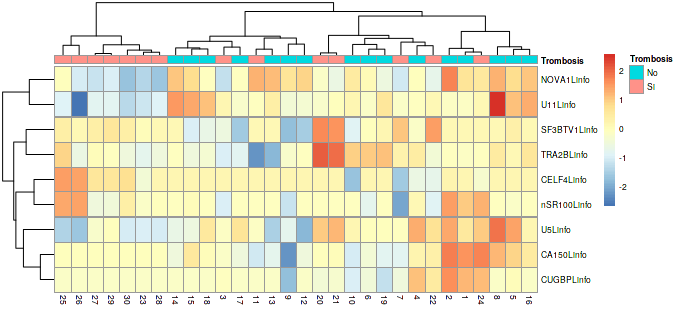 Trombosis
NOVA1Linfo
U11Linfo
SF3BTV1Linfo
TRA2BLinfo
CELF4Linfo
nSR100Linfo
U5Linfo
CA150Linfo
CUGBPLinfo
25 26 27 29 30 23 28 14 15 18 3 17 11 13 9 12 20 21 10 6 19 7 4 22 2 1 24 8 5 16
2
1
0
-1
-2
Trombosis
No
SI